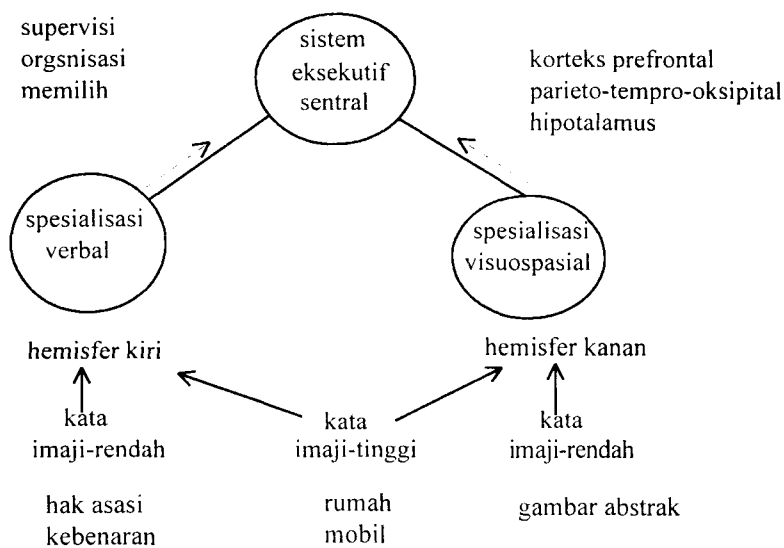 supervisi
orgsnisasi
memilih
sistem
eksekutif
sentral
korteks prefrontal
parieto-tempro-oksipital
hipotalamus
spesialisasi
verbal
spesialisasi
visuospasial
hemisfer kiri
hemisfer kanan
kata
imaji-rendah
kata
imaji-tinggi
kata
imaji-rendah
hak asasi
kebenaran
rumah
mobil
gambar abstrak